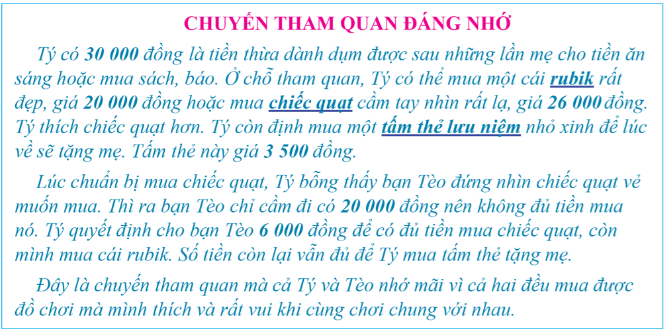 CHUYẾN THAM QUAN ĐÁNG NHỚ
Tý có 30 000 đồng là tiền thừa dành dụm được sau những lần mẹ cho tiền ăn
sáng hoặc mua sách, báo. Ở chỗ tham quan, Tý có thể mua một cái rubik rất
đẹp, giá 20 000 đồng hoặc mua chiếc quạt cầm tay nhìn rất lạ, giá 26 000 đồng.
Tý thích chiếc quạt hơn. Tý còn định mua một tấm thẻ lưu niệm nhỏ xinh để lúc
về sẽ tặng mẹ. Tấm thẻ này giá 3 500 đồng.
Lúc chuẩn bị mua chiếc quạt, Tý bỗng thấy bạn Tèo đứng nhìn chiếc quạt vẻ
muốn mua. Thì ra bạn Tèo chỉ cầm đi có 20 000 đồng nên không đủ tiền mua
nó. Tý quyết định cho bạn Tèo 6 000 đồng để có đủ tiền mua chiếc quạt, còn
mình mua cái rubik. Số tiền còn lại vẫn đủ để Tý mua tấm thẻ tặng mẹ.
Đây là chuyến tham quan mà cả Tý và Tèo nhớ mãi vì cả hai đều mua được
đồ chơi mà mình thích và rất vui khi cùng chơi chung với nhau.